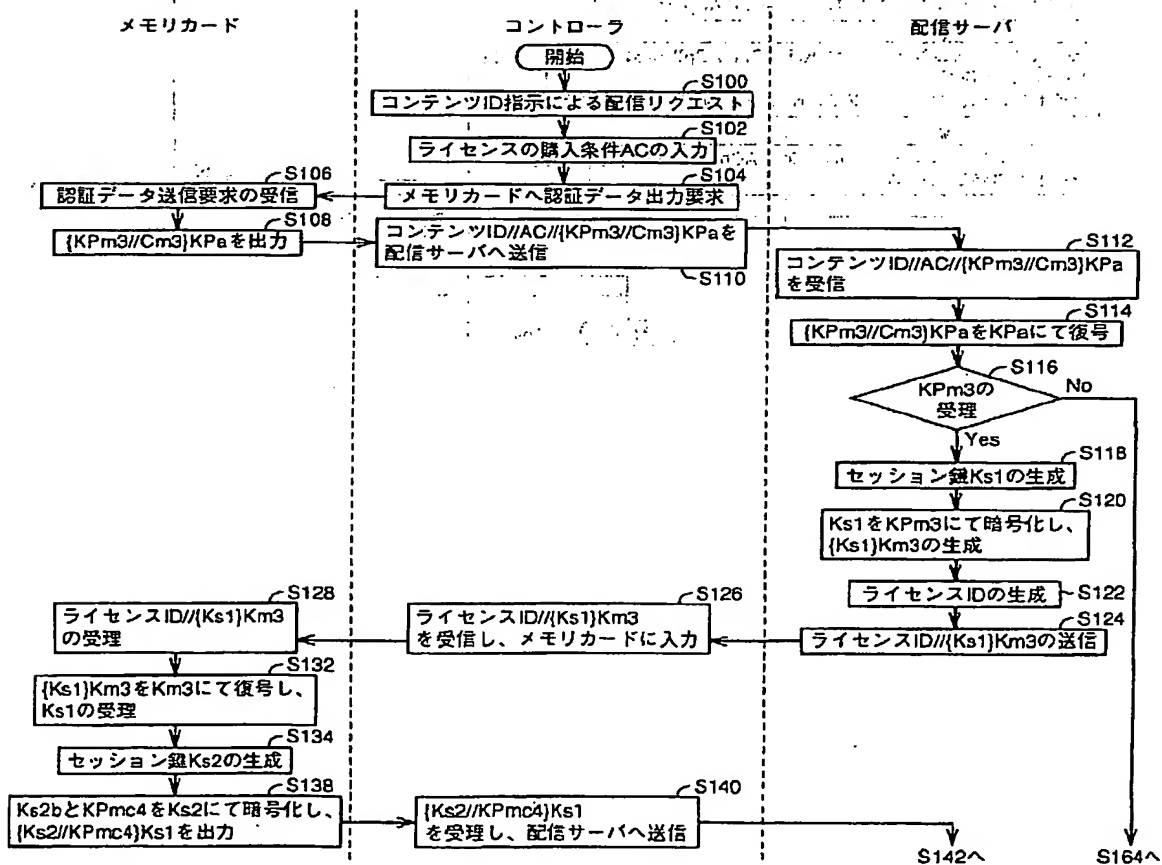 メモリカード
コントローラ
配信サーバ
開始
S100
コンテンツID指示による配信リクエスト
S102
ライセンスの購入条件ACの入力
S104
メモリカードへ認証データ出力要求
S106
認証データ送信要求の受信
S108
{KPm3//Cm3}KPaを出力
コンテンツID//AC//{KPm3//Cm3}KPaを
配信サーバへ送信
S110
S112
コンテンツID//AC//{KPm3//Cm3}KPa
を受信
S114
{KPm3//Cm3}KPaをKPaにて復号
S116
KPm3の
受理
No
Yes
S118
セッション鍵Ks1の生成
S120
Ks1をKPm3にて暗号化し、
{Ks1}Km3の生成
ライセンスIDの生成
S122
S124
ライセンスID//{Ks1}Km3の送信
S126
ライセンスID//{Ks1}Km3
を受信し、メモリカードに入力
S128
ライセンスID//{Ks1}Km3
の受理
S132
{Ks1}Km3をKm3にて復号し、
Ks1の受理
S134
セッション鍵Ks2の生成
S138
Ks2bとKPmc4をKs2にて暗号化し、
{Ks2//KPmc4}Ks1を出力
S140
{Ks2//KPmc4}Ks1
を受理し、配信サーバへ送信
S142へ
S164へ